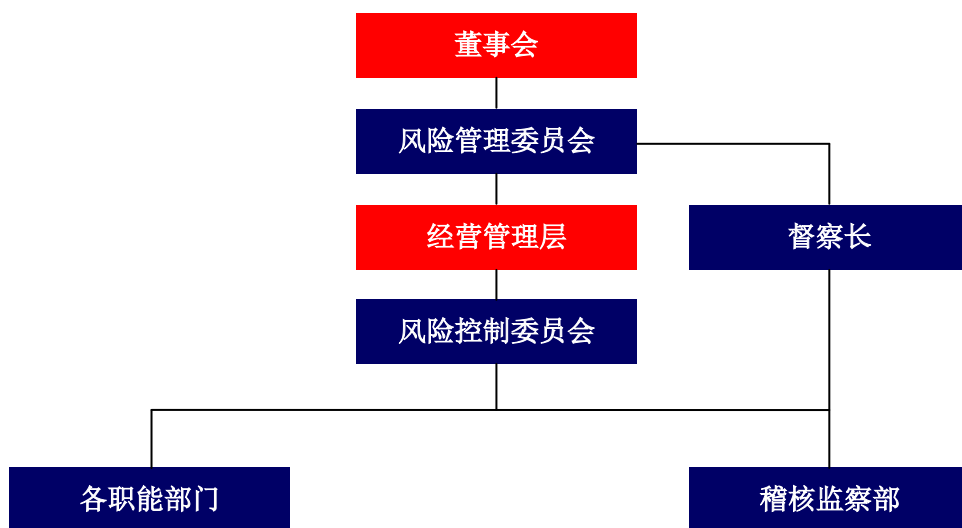 董事会
风险管理委员会
经营管理层
督察长
风险控制委员会
各职能部门
稽核监察部